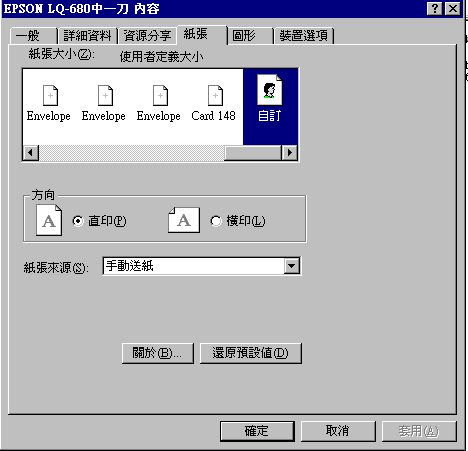 EPSON LQ-680中一刀 內容
一般 詳細資料 資源分享 紙張 圖形 裝置選項
紙張大小(Z): 使用者定義大小
Envelope Envelope Envelope Card 148 自訂
方向
A 直印(P) A 橫印(L)
紙張來源(S): 手動送紙
關於(B)... 還原預設值(D)
確定 取消 套用(A)